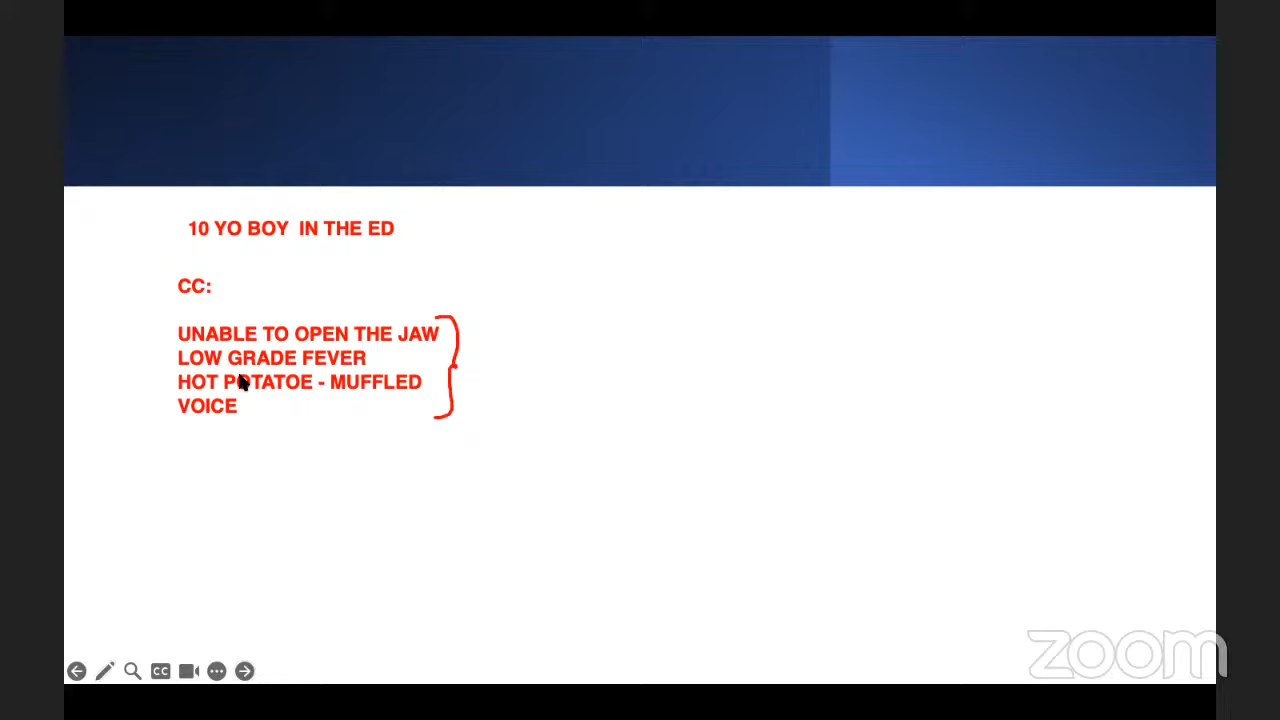 10 YO BOY IN THE ED
CC:
UNABLE TO OPEN THE JAW
LOW GRADE FEVER
HOT POTATOE - MUFFLED
VOICE
CC
zoom